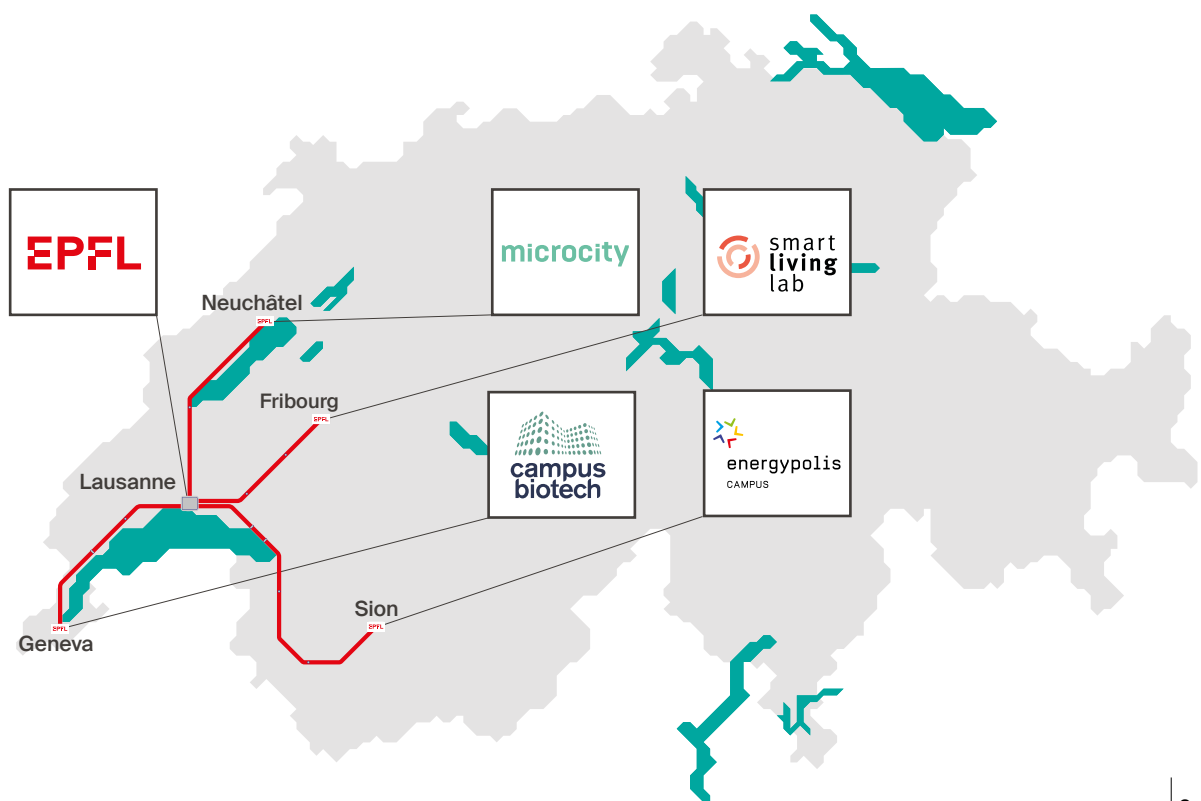 EPFL
microcity
smart
living
lab
Neuchâtel
EPFL
Fribourg
EPFL
campus
biotech
energypolis
CAMPUS
Lausanne
Sion
EPFL
EPFL
Geneva